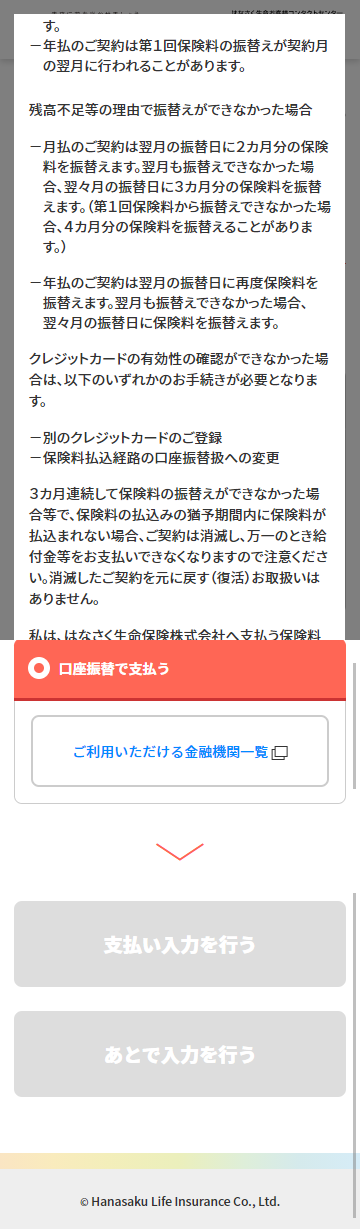 はなさく生命お客様コンタクトセンター
す。
－年払のご契約は第１回保険料の振替えが契約月
の翌月に行われることがあります。
残高不足等の理由で振替えができなかった場合
－月払のご契約は翌月の振替日に２カ月分の保険
料を振替えます。翌月も振替えできなかった場
合、翌々月の振替日に３カ月分の保険料を振替
えます。（第１回保険料から振替えできなかった場
合、４カ月分の保険料を振替えることがありま
す。）
－年払のご契約は翌月の振替日に再度保険料を
振替えます。翌月も振替えできなかった場合、
翌々月の振替日に保険料を振替えます。
クレジットカードの有効性の確認ができなかった場
合は、以下のいずれかのお手続きが必要となりま
す。
－別のクレジットカードのご登録
－保険料払込経路の口座振替扱への変更
３カ月連続して保険料の振替えができなかった場
合等で、保険料の払込みの猶予期間内に保険料が
払込まれない場合、ご契約は消滅し、万一のとき給
付金等をお支払いできなくなりますので注意くださ
い。消滅したご契約を元に戻す（復活）お取扱いは
ありません。
私は、はなさく生命保険株式会社へ支払う保険料
口座振替で支払う
ご利用いただける金融機関一覧
支払い入力を行う
あとで入力を行う
© Hanasaku Life Insurance Co., Ltd.